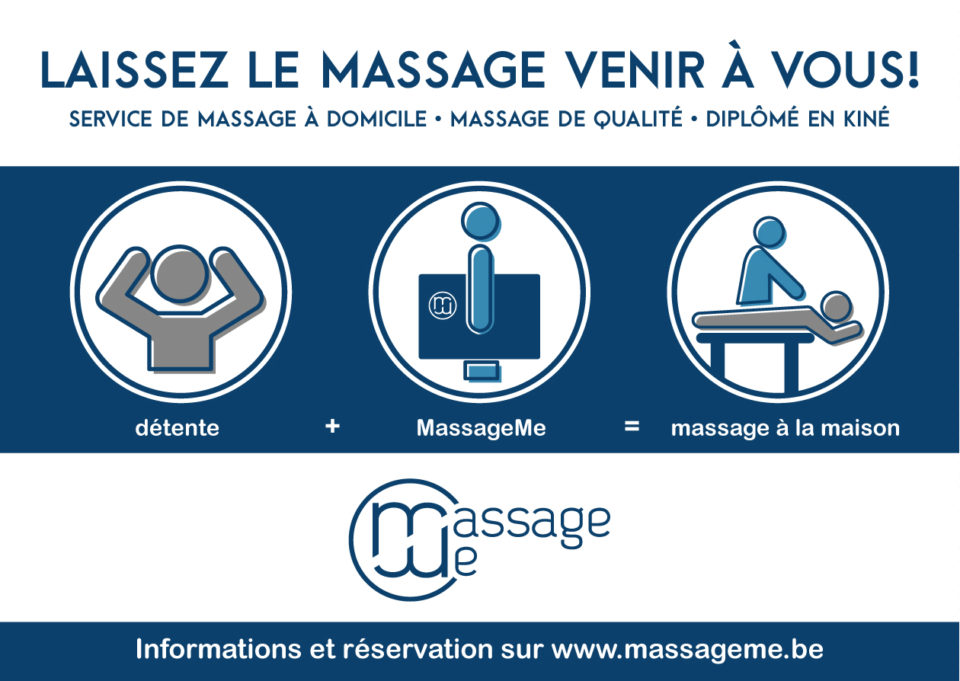 LAISSEZ LE MASSAGE VENIR À VOUS!
SERVICE DE MASSAGE À DOMICILE • MASSAGE DE QUALITÉ • DIPLÔMÉ EN KINÉ
détente + MassageMe = massage à la maison
Massage
Me
Informations et réservation sur www.massageme.be